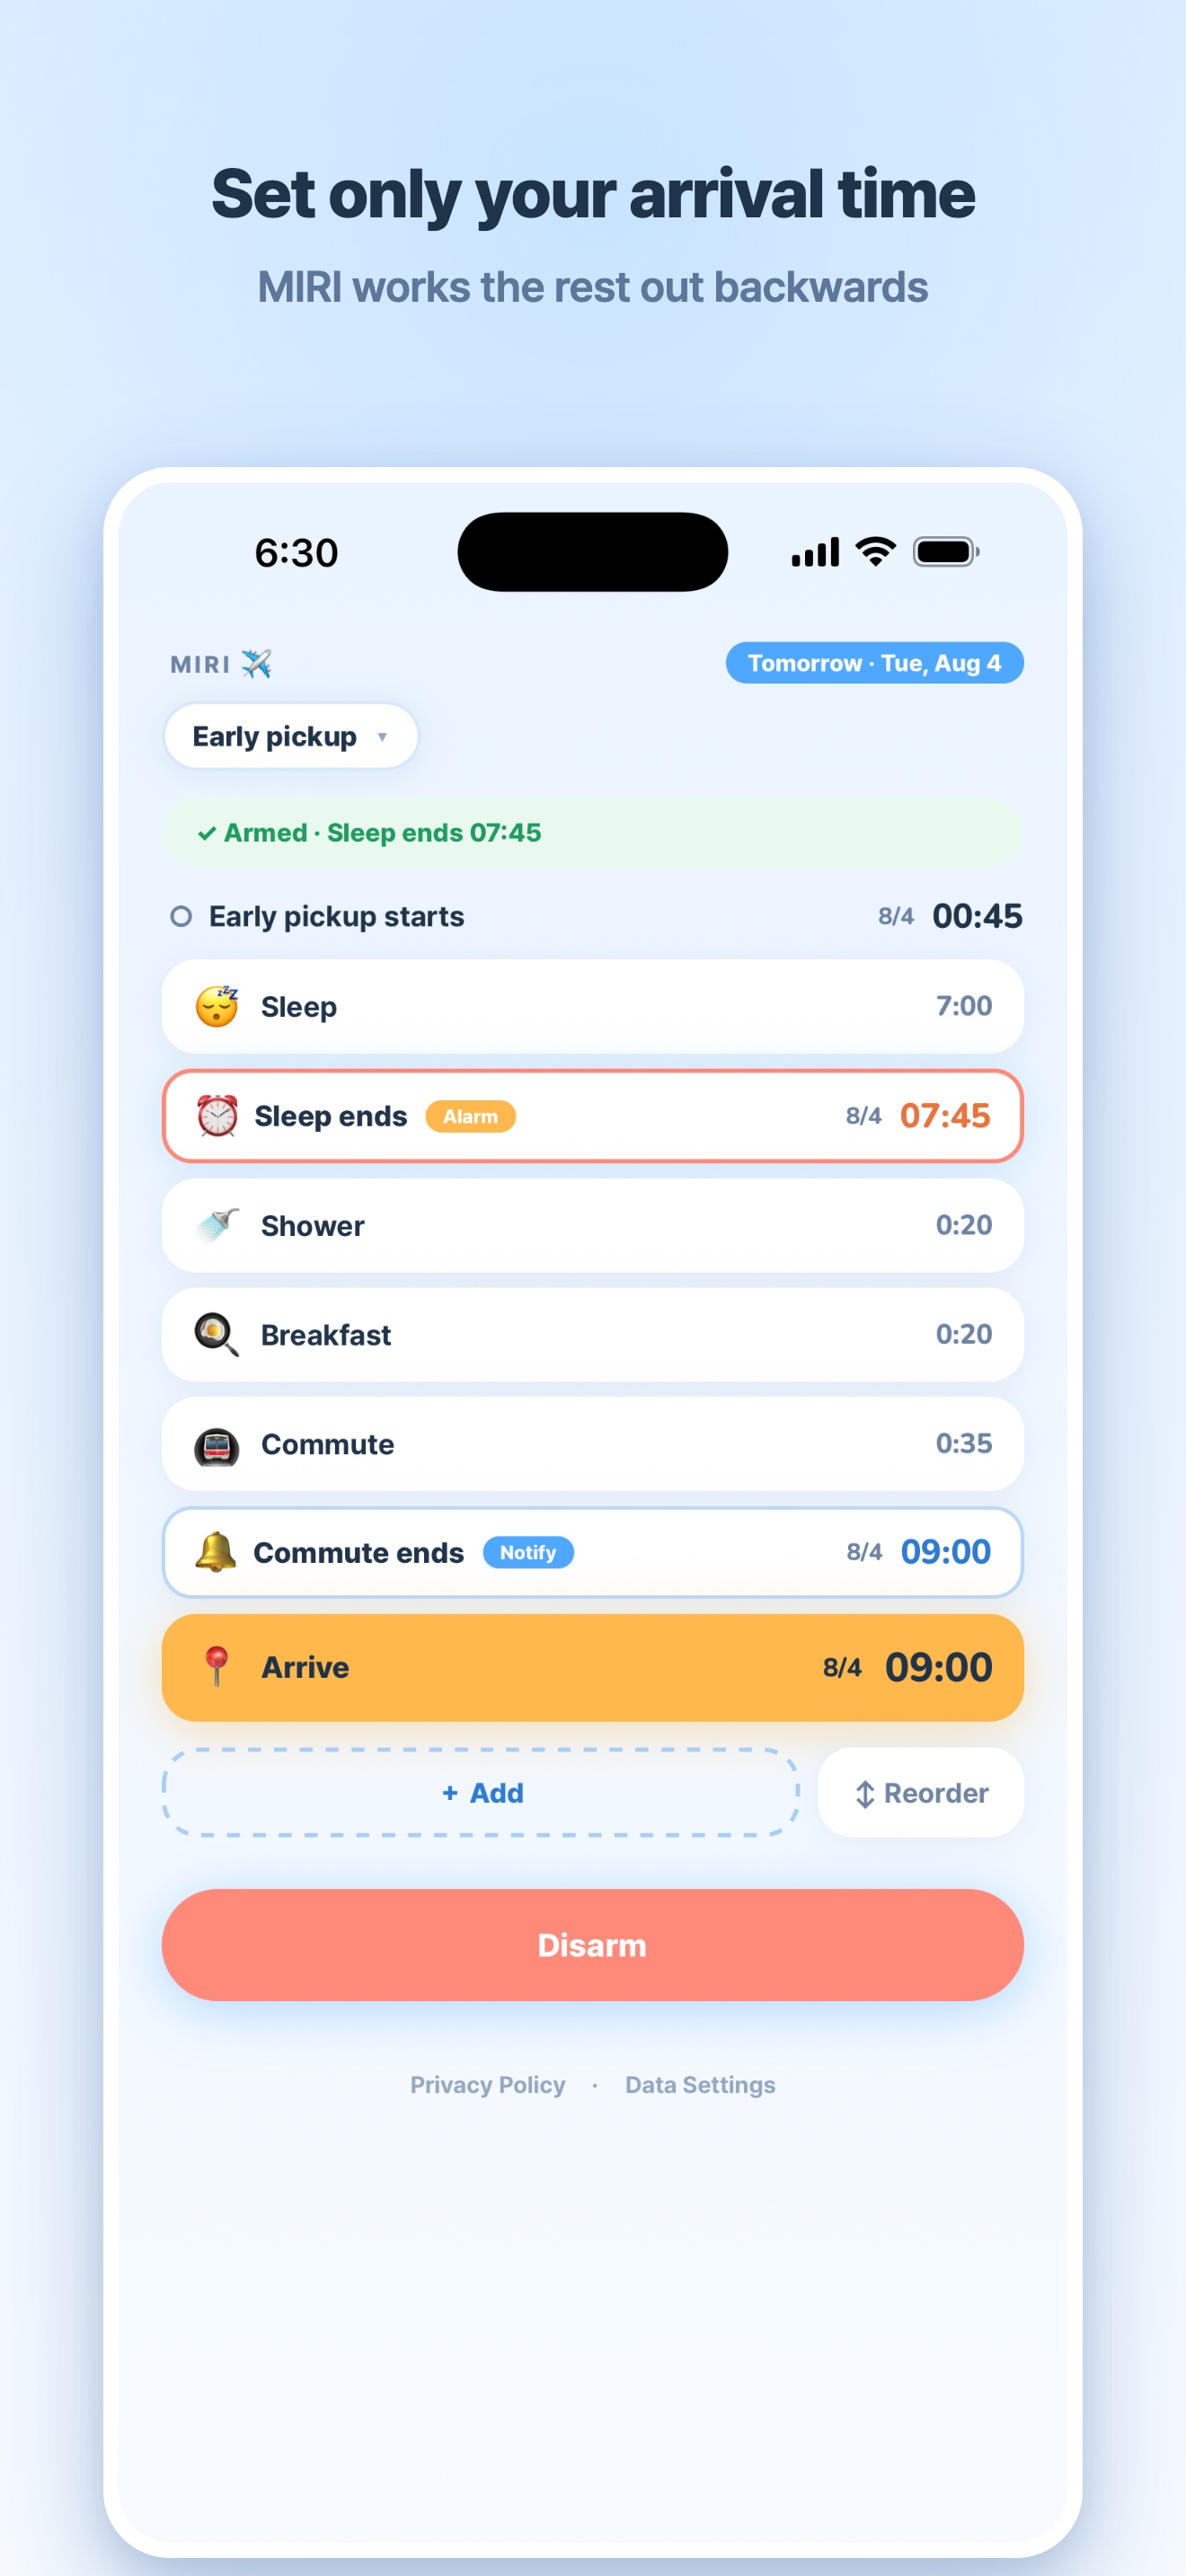 Set only your arrival time
MIRI works the rest out backwards
6:30
MIRI ✈️ Tomorrow · Tue, Aug 4
Early pickup ▼
✓ Armed · Sleep ends 07:45
Early pickup starts 8/4 00:45
😴 Sleep 7:00
⏰ Sleep ends Alarm 8/4 07:45
🚿 Shower 0:20
🍳 Breakfast 0:20
🚇 Commute 0:35
🔔 Commute ends Notify 8/4 09:00
📍 Arrive 8/4 09:00
+ Add ↕ Reorder
Disarm
Privacy Policy · Data Settings